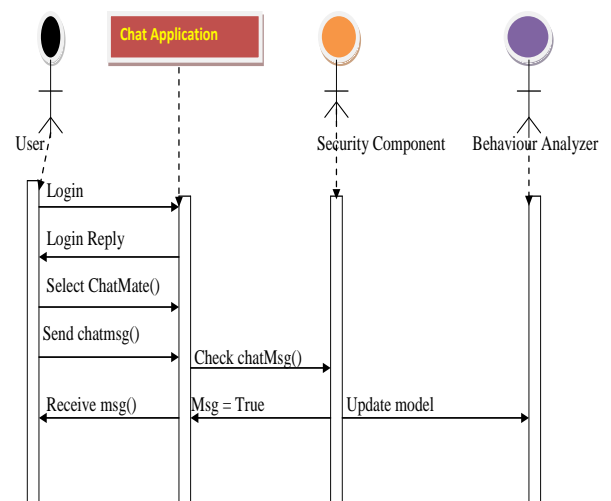 Chat Application
User
Security Component
Behaviour Analyzer
Login
Login Reply
Select ChatMate()
Send chatmsg()
Check chatMsg()
Receive msg()
Msg = True
Update model